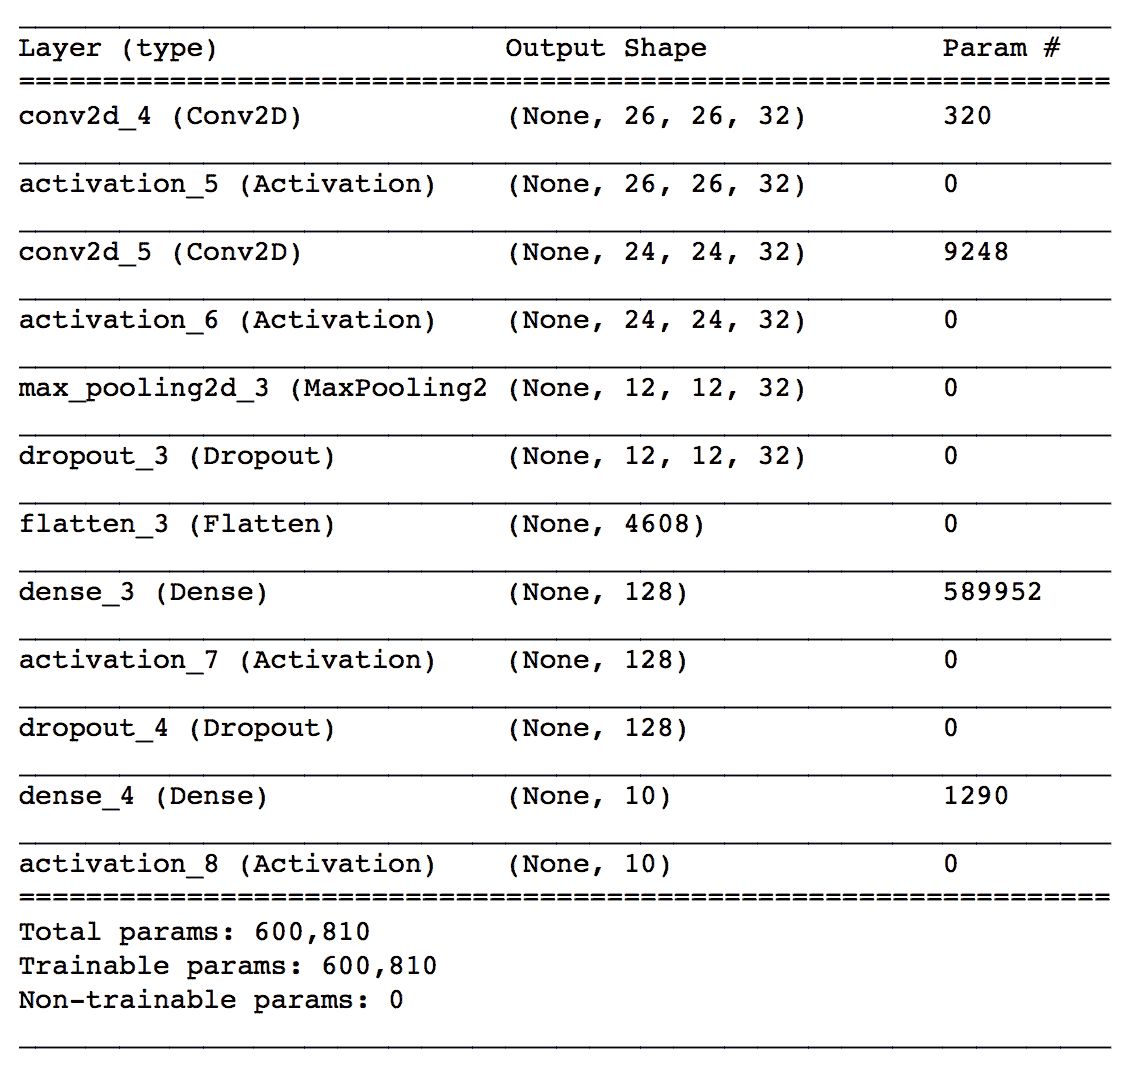 Layer (type) Output Shape Param #
=================================================================
conv2d_4 (Conv2D) (None, 26, 26, 32) 320
activation_5 (Activation) (None, 26, 26, 32) 0
conv2d_5 (Conv2D) (None, 24, 24, 32) 9248
activation_6 (Activation) (None, 24, 24, 32) 0
max_pooling2d_3 (MaxPooling2 (None, 12, 12, 32) 0
dropout_3 (Dropout) (None, 12, 12, 32) 0
flatten_3 (Flatten) (None, 4608) 0
dense_3 (Dense) (None, 128) 589952
activation_7 (Activation) (None, 128) 0
dropout_4 (Dropout) (None, 128) 0
dense_4 (Dense) (None, 10) 1290
activation_8 (Activation) (None, 10) 0
=================================================================
Total params: 600,810
Trainable params: 600,810
Non-trainable params: 0